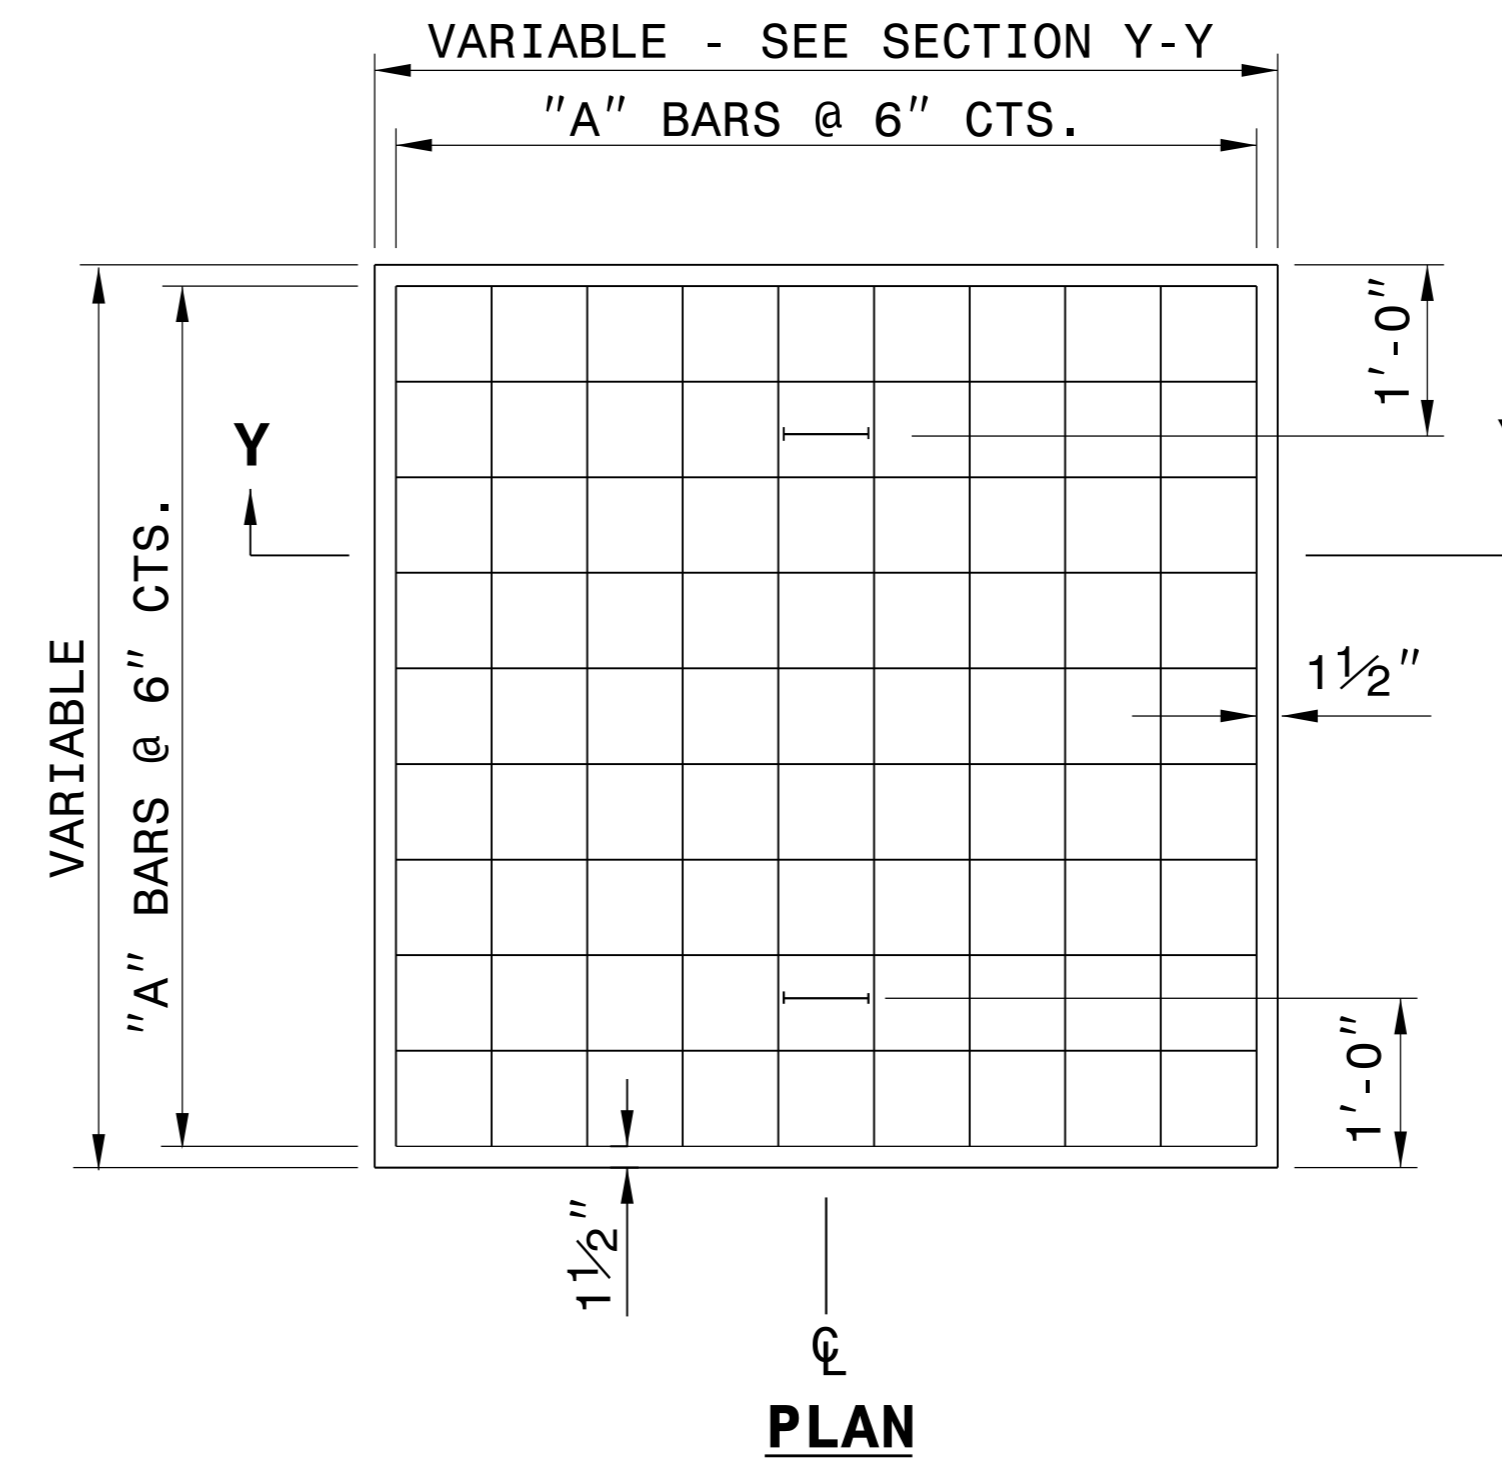 VARIABLE - SEE SECTION Y-Y
"A" BARS @ 6" CTS.
1'-0"
Y
VARIABLE
"A" BARS @ 6" CTS.
1½"
1'-0"
1½"
℄
PLAN